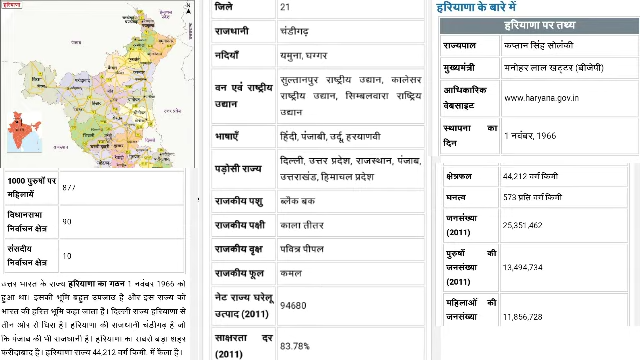 हरियाणा
1000 पुरुषों पर
महिलायें
877
विधानसभा
निर्वाचन क्षेत्र
90
संसदीय
निर्वाचन क्षेत्र
10
उत्तर भारत के राज्य हरियाणा का गठन 1 नवंबर 1966 को
हुआ था। इसकी भूमि बहुत उपजाउ है और इस राज्य को
भारत की हरित भूमि कहा जाता है। दिल्ली राज्य हरियाणा से
तीन ओर से घिरा है। हरियाणा की राजधानी चंडीगढ़ है जो
कि पंजाब की भी राजधानी है। हरियाणा का सबसे बड़ा शहर
फरीदाबाद है। हरियाणा राज्य 44,212 वर्ग किमी. में फैला है।
जिले 21
राजधानी चंडीगढ़
नदियाँ यमुना, घग्गर
वन एवं राष्ट्रीय
उद्यान
सुल्तानपुर राष्ट्रीय उद्यान, कालेसर
राष्ट्रीय उद्यान, सिम्बलवारा राष्ट्रिय
उद्यान
भाषाएँ हिंदी, पंजाबी, उर्दू, हरयाणवी
पड़ोसी राज्य
दिल्ली, उत्तर प्रदेश, राजस्थान, पंजाब,
उत्तराखंड, हिमाचल प्रदेश
राजकीय पशु ब्लैक बक
राजकीय पक्षी काला तीतर
राजकीय वृक्ष पवित्र पीपल
राजकीय फूल कमल
नेट राज्य घरेलू
उत्पाद (2011)
94680
साक्षरता दर
(2011)
83.78%
हरियाणा के बारे में
हरियाणा पर तथ्य
राज्यपाल कप्तान सिंह सोलंकी
मुख्यमंत्री मनोहर लाल खट्टर (बीजेपी)
आधिकारिक
वेबसाइट
www.haryana.gov.in
स्थापना का
दिन
1 नवंबर, 1966
क्षेत्रफल 44,212 वर्ग किमी
घनत्व 573 प्रति वर्ग किमी
जनसंख्या
(2011)
25,351,462
पुरुषों की
जनसंख्या
(2011)
13,494,734
महिलाओं की
जनसंख्या
11,856,728